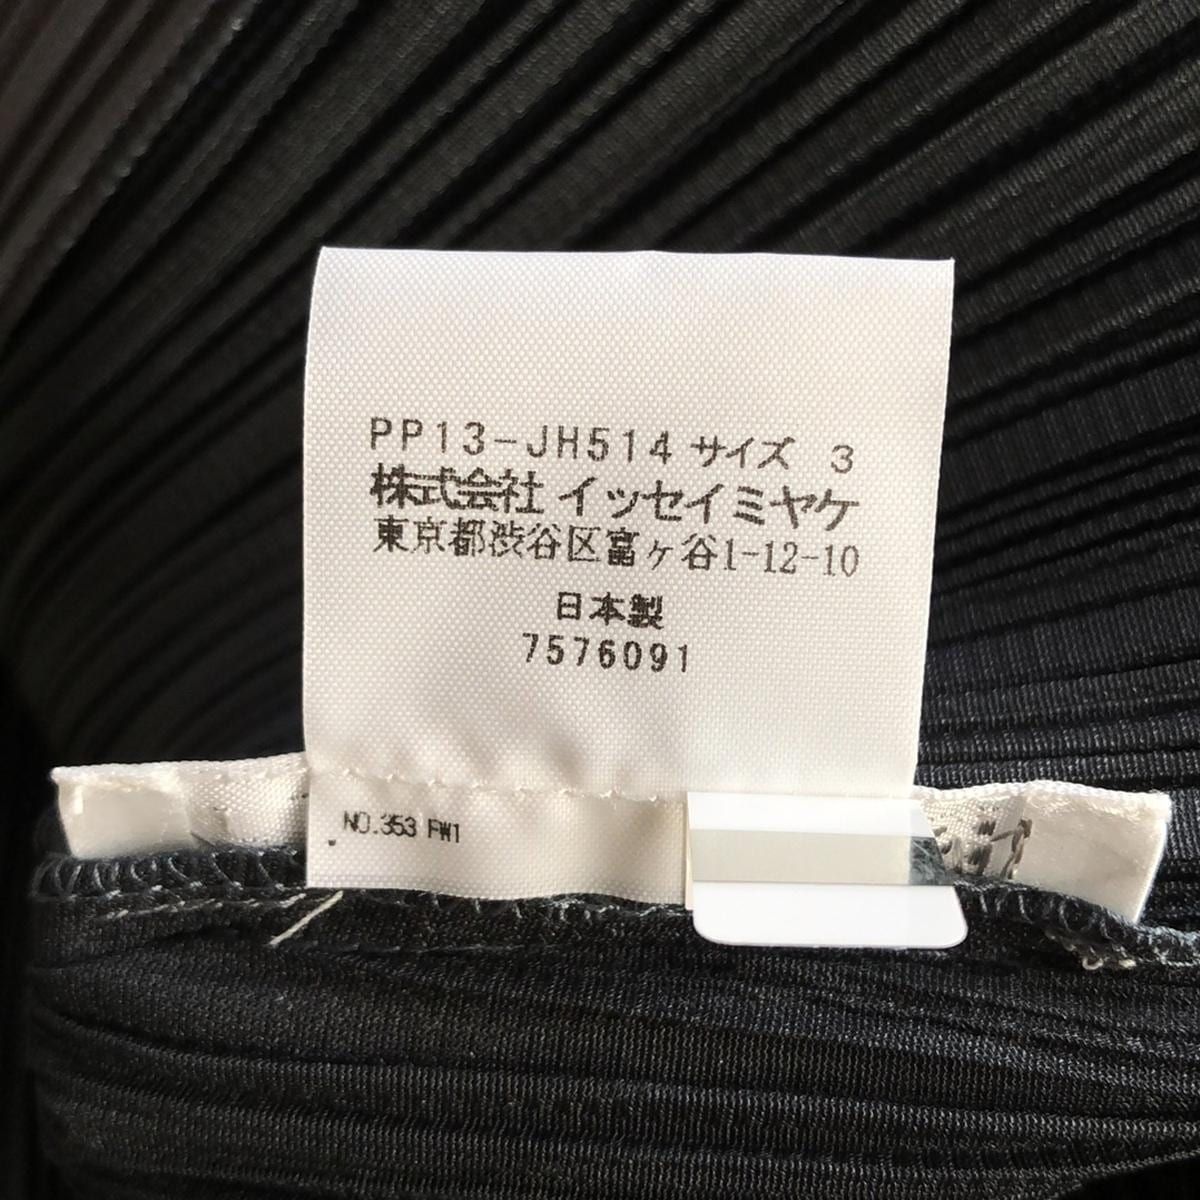 PP13-JH514 サイズ 3
株式会社 イッセイミヤケ
東京都渋谷区富ヶ谷1-12-10
日本製
7576091
NO.353 FW1